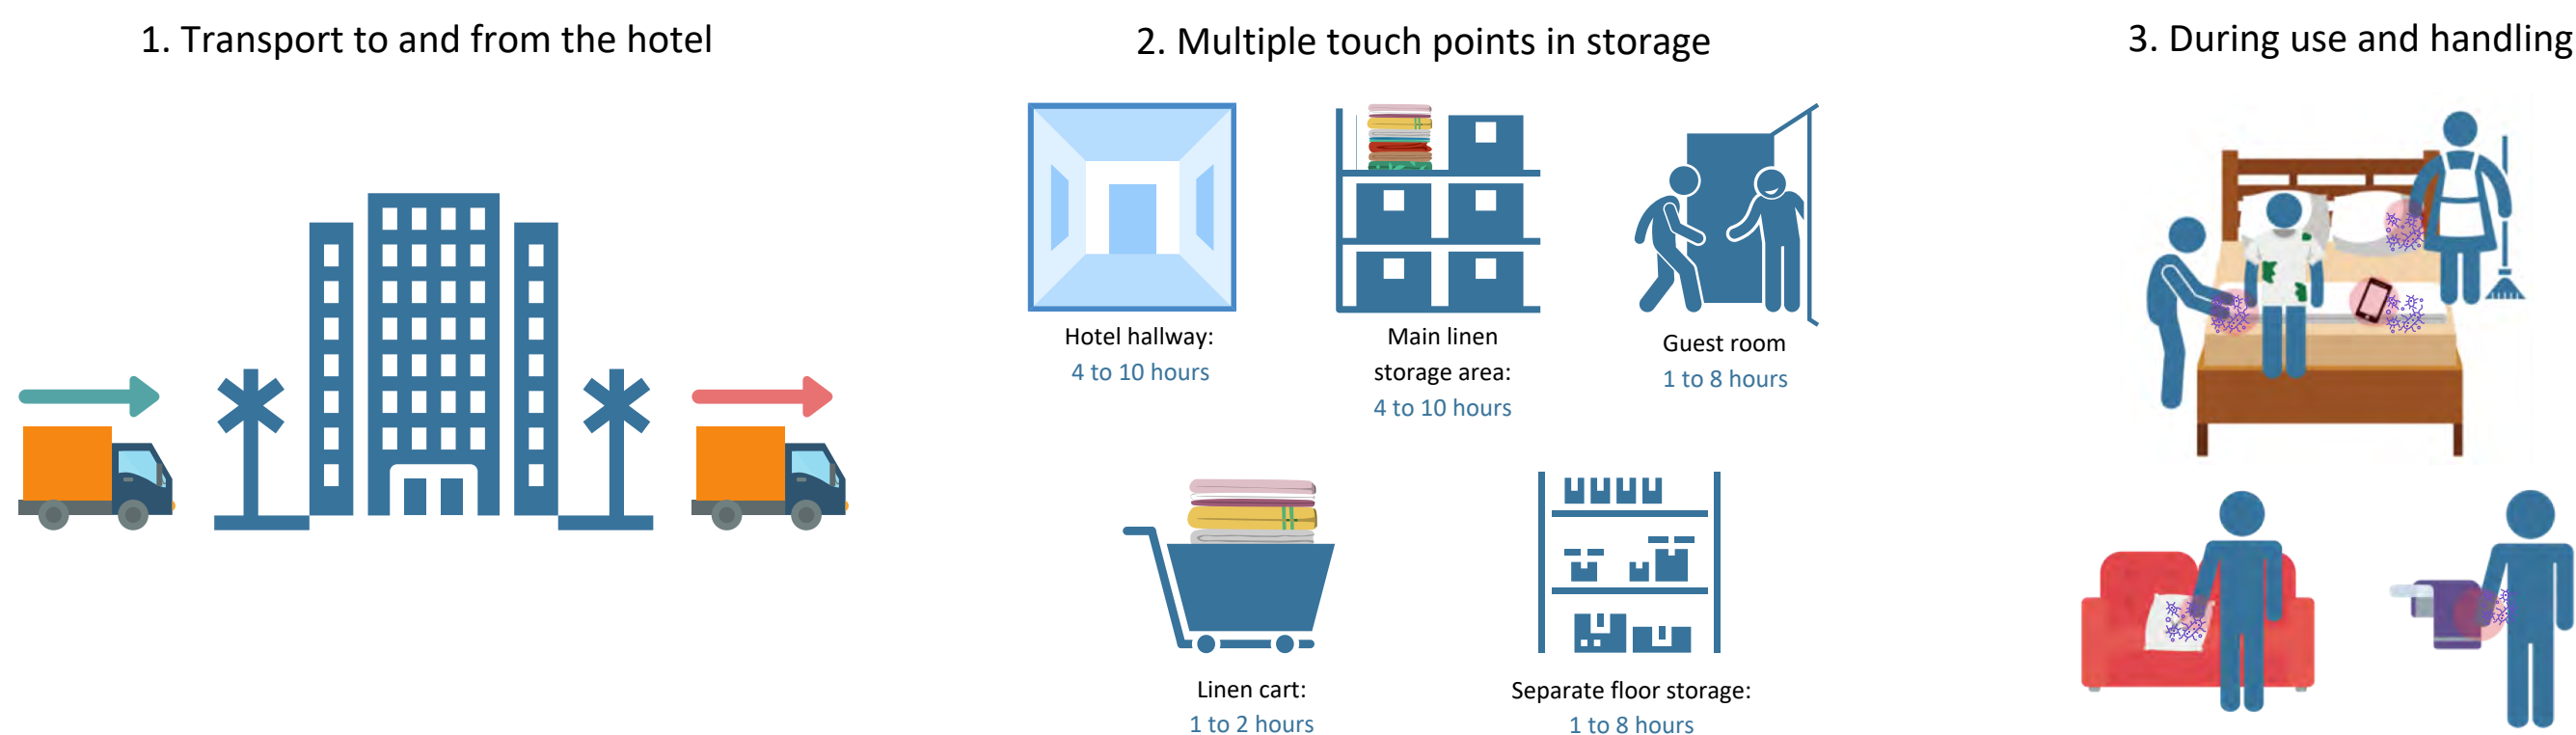 1. Transport to and from the hotel
2. Multiple touch points in storage
3. During use and handling
Hotel hallway:
4 to 10 hours
Main linen
storage area:
4 to 10 hours
Guest room
1 to 8 hours
Linen cart:
1 to 2 hours
Separate floor storage:
1 to 8 hours